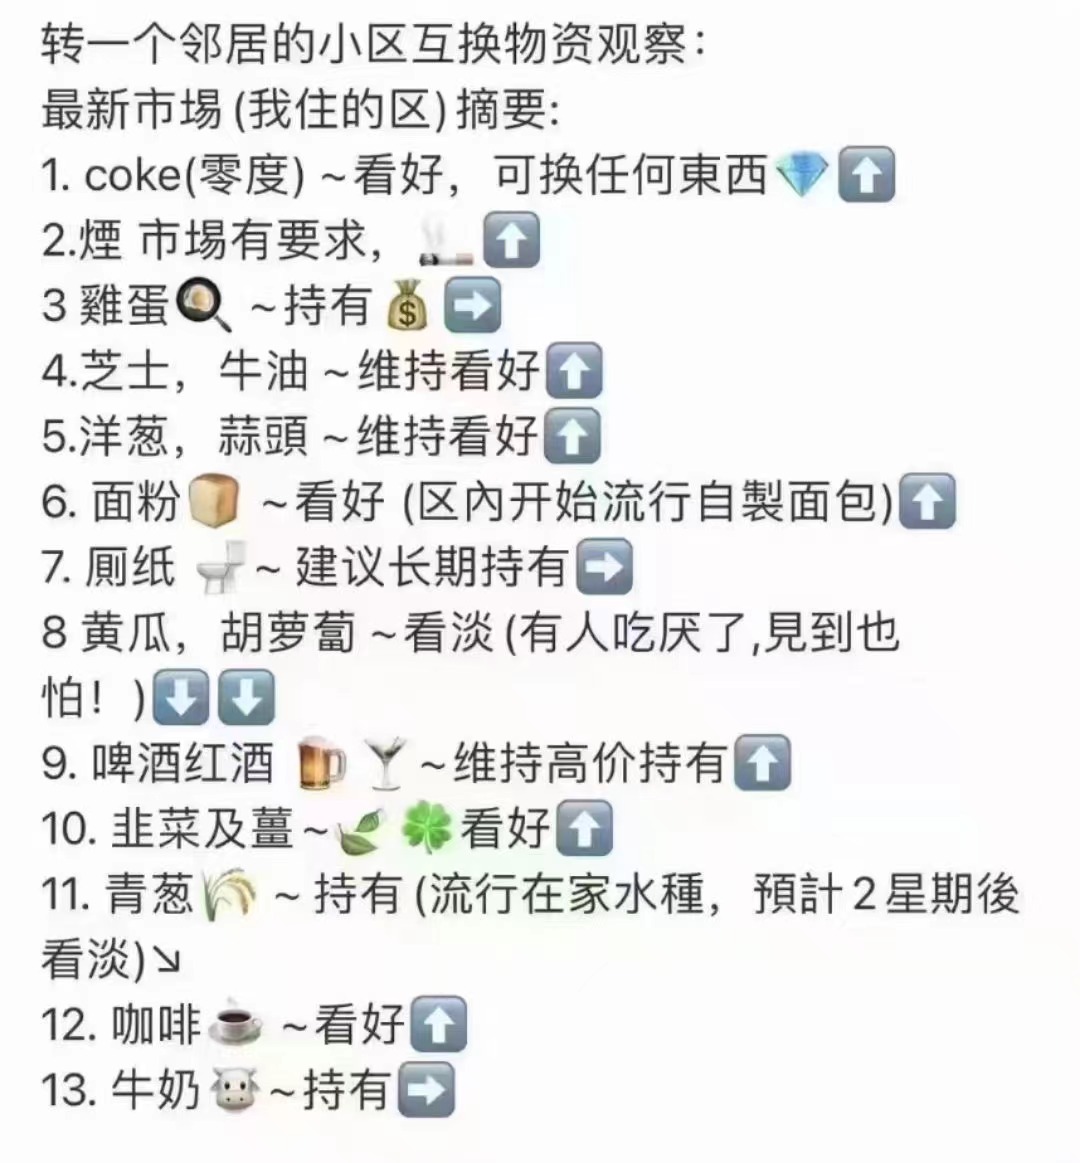 转一个邻居的小区互换物资观察：
最新市埸(我住的区)摘要:
1. coke(零度) ~看好，可换任何東西💎⬆️
2.煙 市埸有要求，🚬⬆️
3 雞蛋🍳 ~持有💰➡️
4.芝士，牛油 ~维持看好⬆️
5.洋葱，蒜頭 ~维持看好⬆️
6. 面粉🍞 ~看好 (区內开始流行自製面包)⬆️
7. 厠纸 🚽~ 建议长期持有➡️
8 黄瓜，胡萝蔔 ~看淡(有人吃厌了,見到也
怕！)⬇️⬇️
9. 啤酒红酒 🍺🍸~维持高价持有⬆️
10. 韭菜及薑~🍃🍀看好⬆️
11. 青葱🌾 ~ 持有(流行在家水種，預計2星期後
看淡)↘
12. 咖啡☕ ~看好⬆️
13. 牛奶🐮~持有➡️